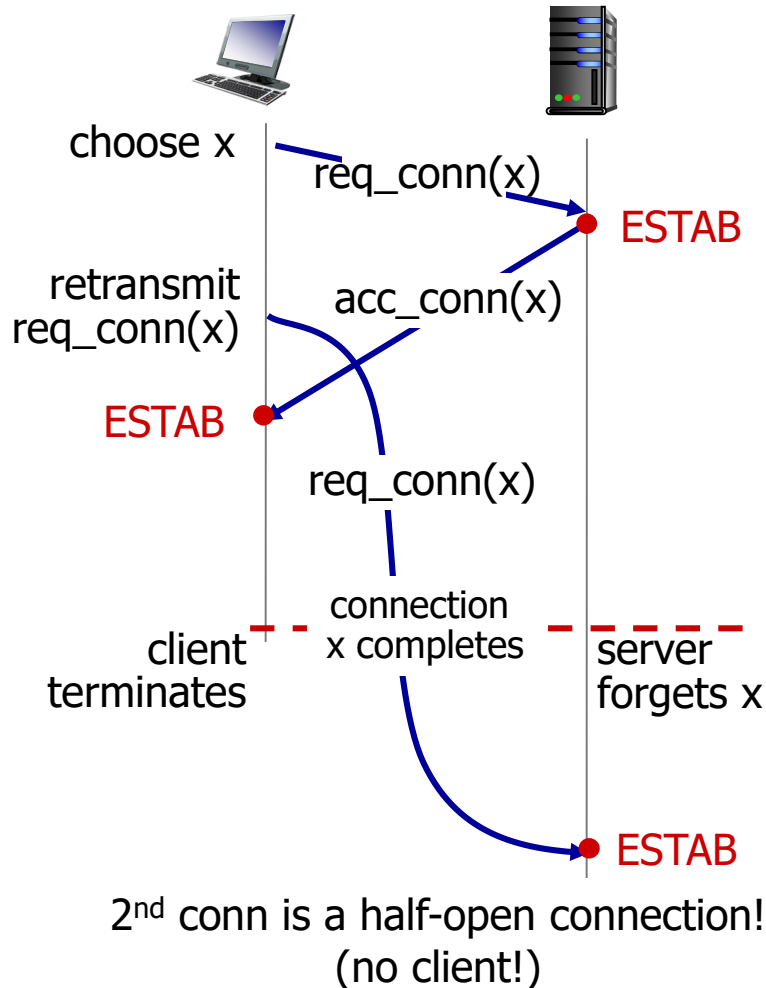 choose x
req_conn(x)
ESTAB
retransmit
req_conn(x)
acc_conn(x)
ESTAB
req_conn(x)
connection
x completes
client
terminates
server
forgets x
ESTAB
2nd conn is a half-open connection!
(no client!)